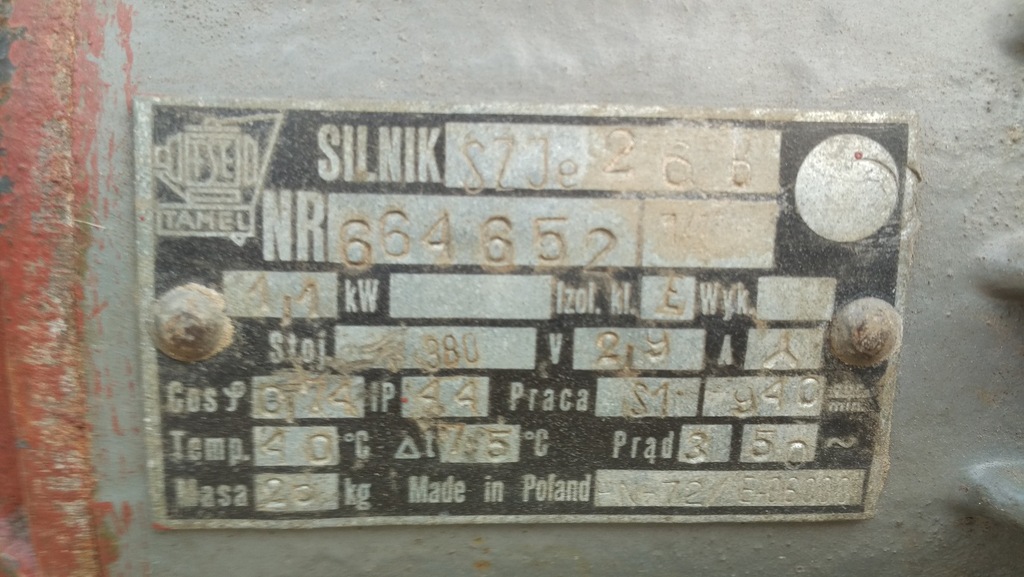 TAMEL
SILNIK SZJe 26 b
NR 664652
1,1 kW Izol. kl. E Wyk.
Stoj. 380 V 2,9 A
Cos φ 0,74 IP 44 Praca S1 940 min
Temp. 40 °C Δt 75 °C Prąd 3 50 ~
Masa 20 kg Made in Poland